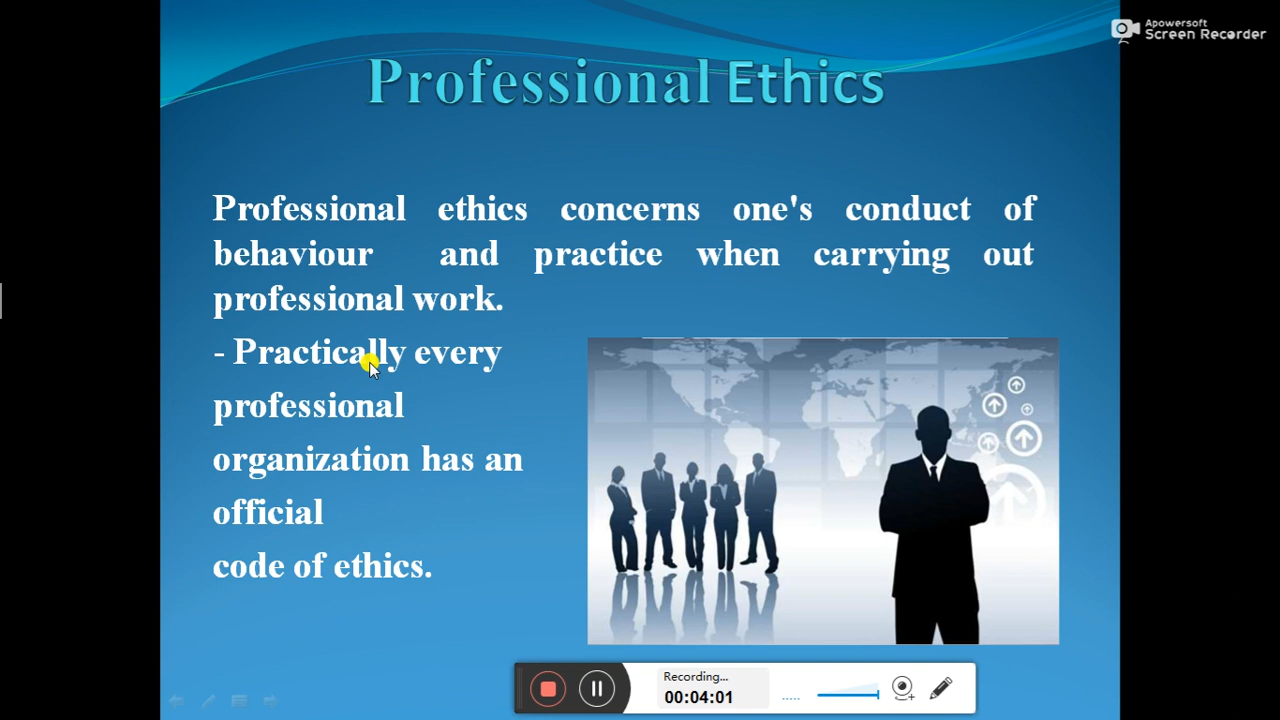 Apowersoft
Screen Recorder
Professional Ethics
Professional ethics concerns one's conduct of
behaviour and practice when carrying out
professional work.
- Practically every
professional
organization has an
official
code of ethics.
Recording...
00:04:01